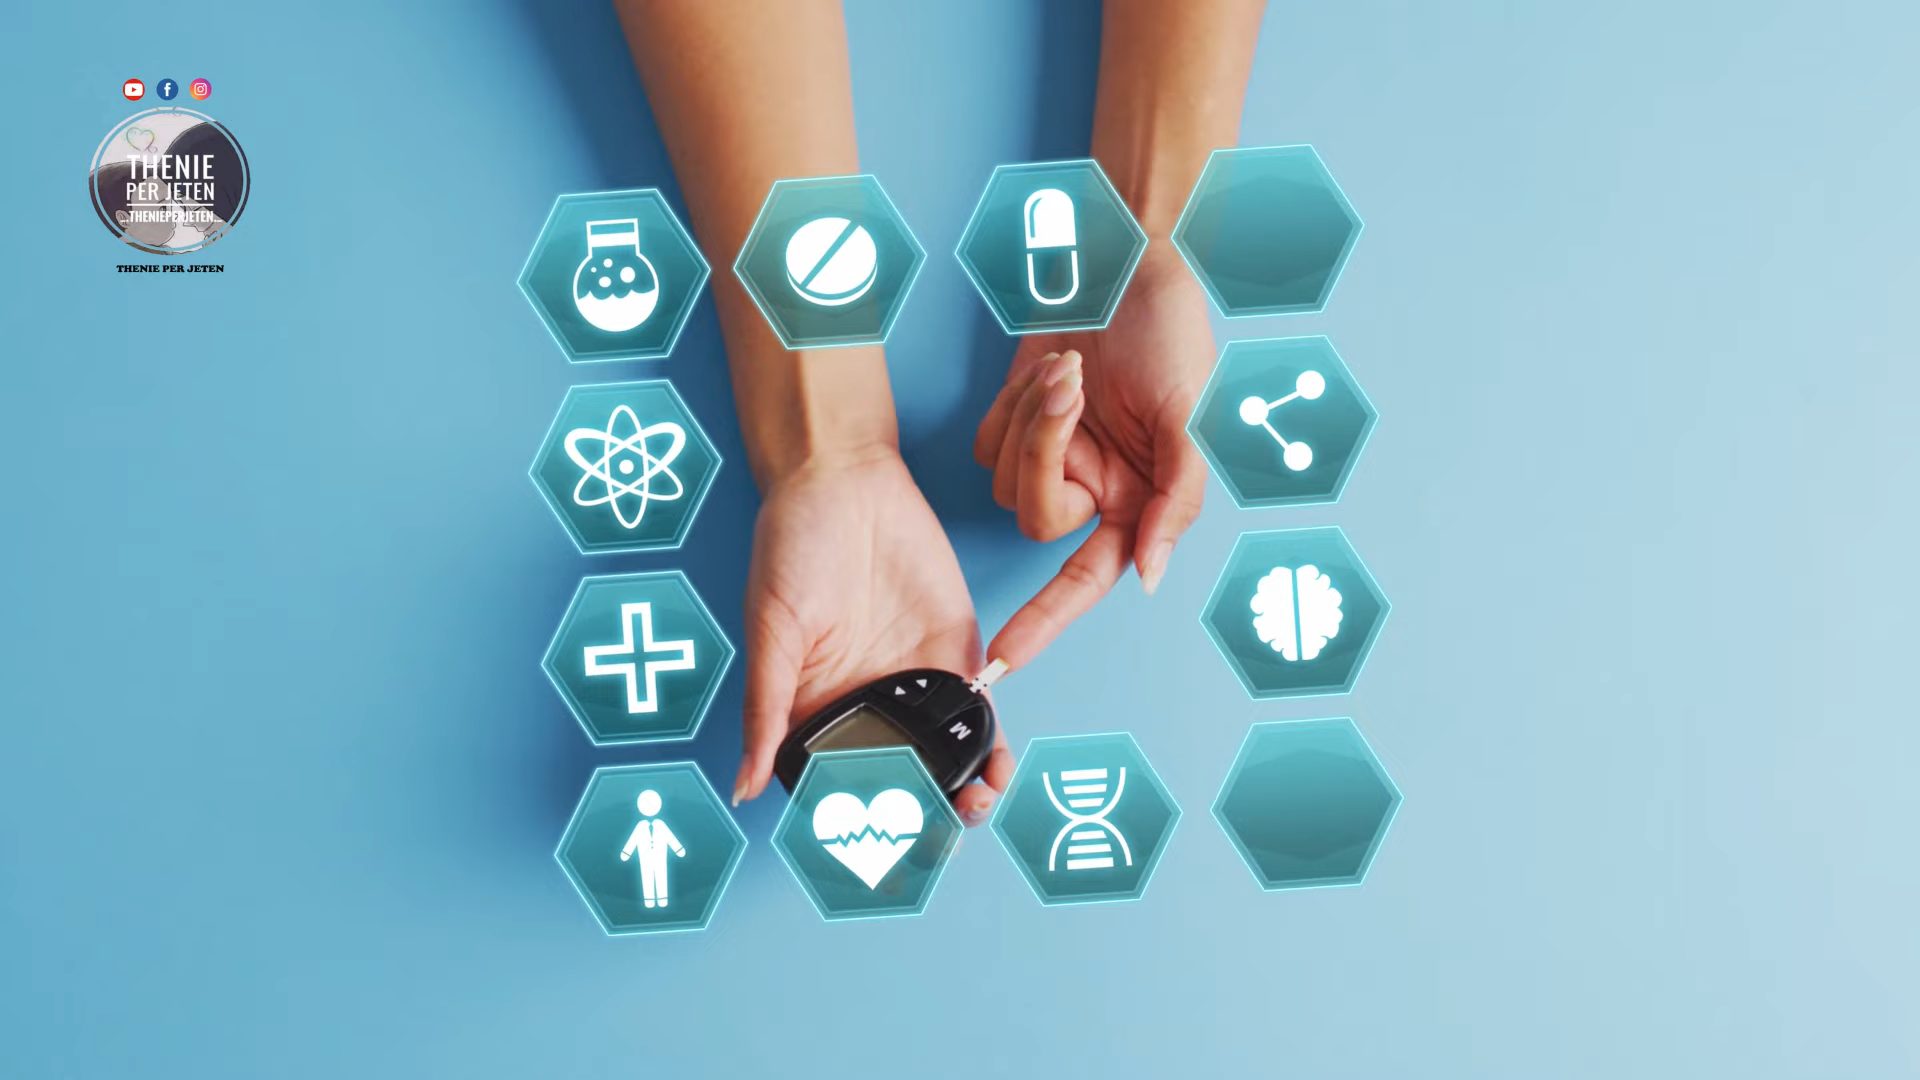 THENIE
PER JETEN
...THENIEPERJETEN...
THENIE PER JETEN
M